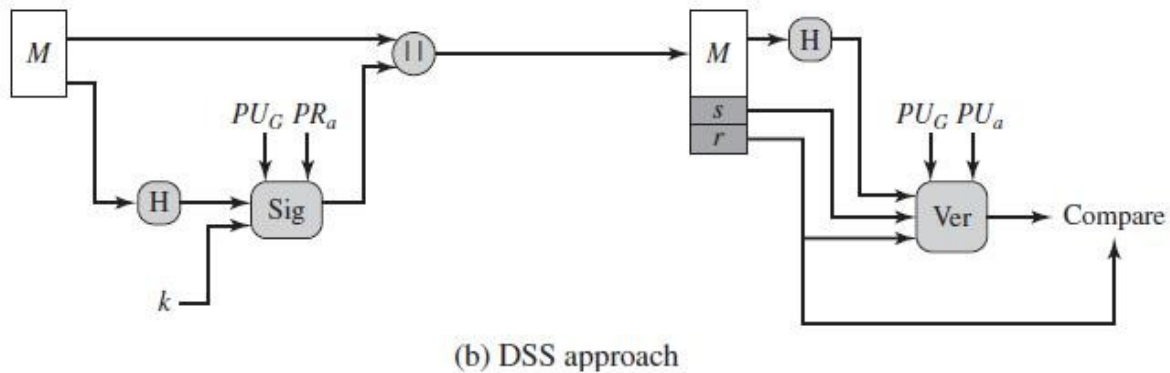 M
H
||
M
PU_G PR_a
s
PU_G PU_a
r
H
Sig
Ver
Compare
k
(b) DSS approach